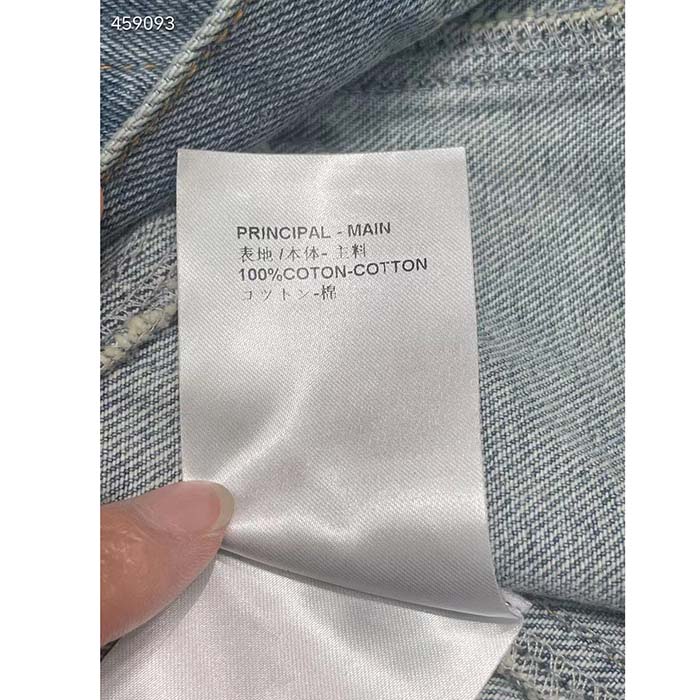 459093
PRINCIPAL - MAIN
表地 /本体- 主料
100%COTON-COTTON
コットン-棉